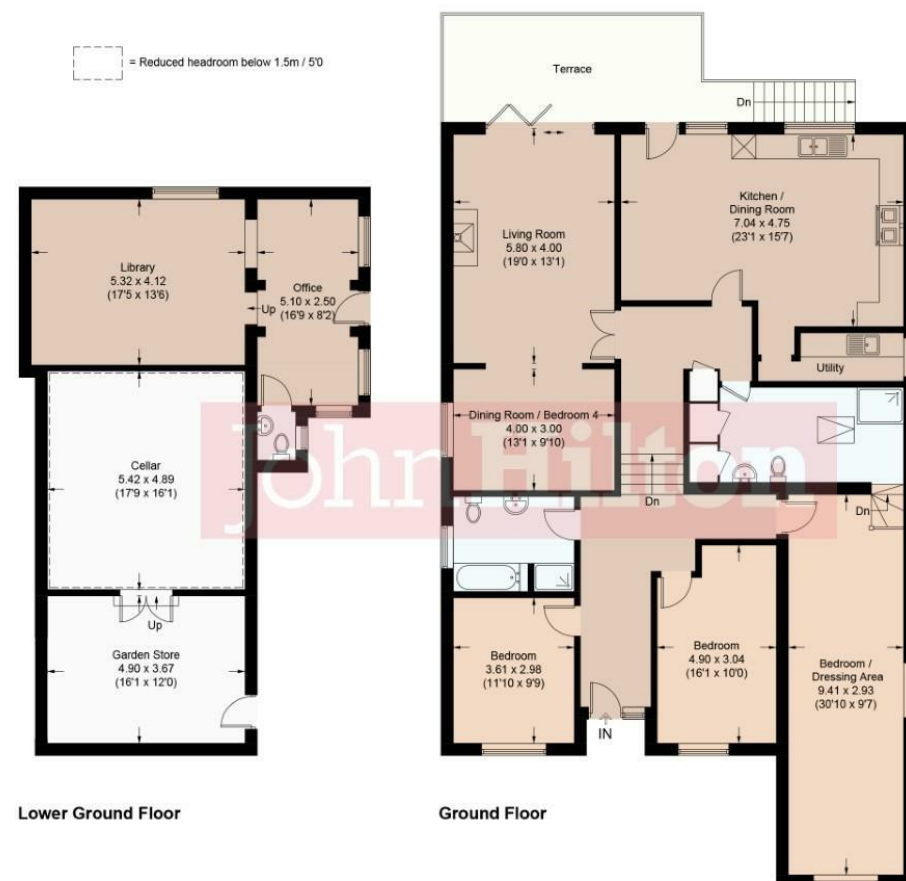 = Reduced headroom below 1.5m / 5'0
Terrace
Dn
Living Room
5.80 x 4.00
(19'0 x 13'1)
Kitchen /
Dining Room
7.04 x 4.75
(23'1 x 15'7)
Library
5.32 x 4.12
(17'5 x 13'6)
Office
Up
5.10 x 2.50
(16'9 x 8'2)
Utility
Dining Room / Bedroom 4
4.00 x 3.00
(13'1 x 9'10)
John Hilton
Cellar
5.42 x 4.89
(17'9 x 16'1)
Dn
Dn
Up
Garden Store
4.90 x 3.67
(16'1 x 12'0)
Bedroom
3.61 x 2.98
(11'10 x 9'9)
Bedroom
4.90 x 3.04
(16'1 x 10'0)
Bedroom /
Dressing Area
9.41 x 2.93
(30'10 x 9'7)
IN
Lower Ground Floor
Ground Floor